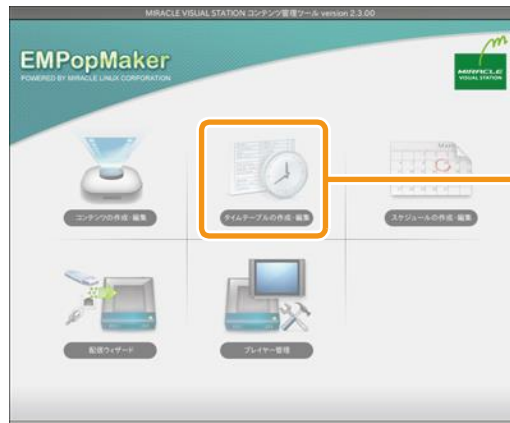 MIRACLE VISUAL STATION コンテンツ管理ツール version 2.3.00
EMPopMaker
POWERED BY MIRACLE LINUX CORPORATION
MIRACLE
VISUAL STATION
コンテンツの作成・編集
タイムテーブルの作成・編集
スケジュールの作成・編集
配信ウィザード
プレイヤー管理